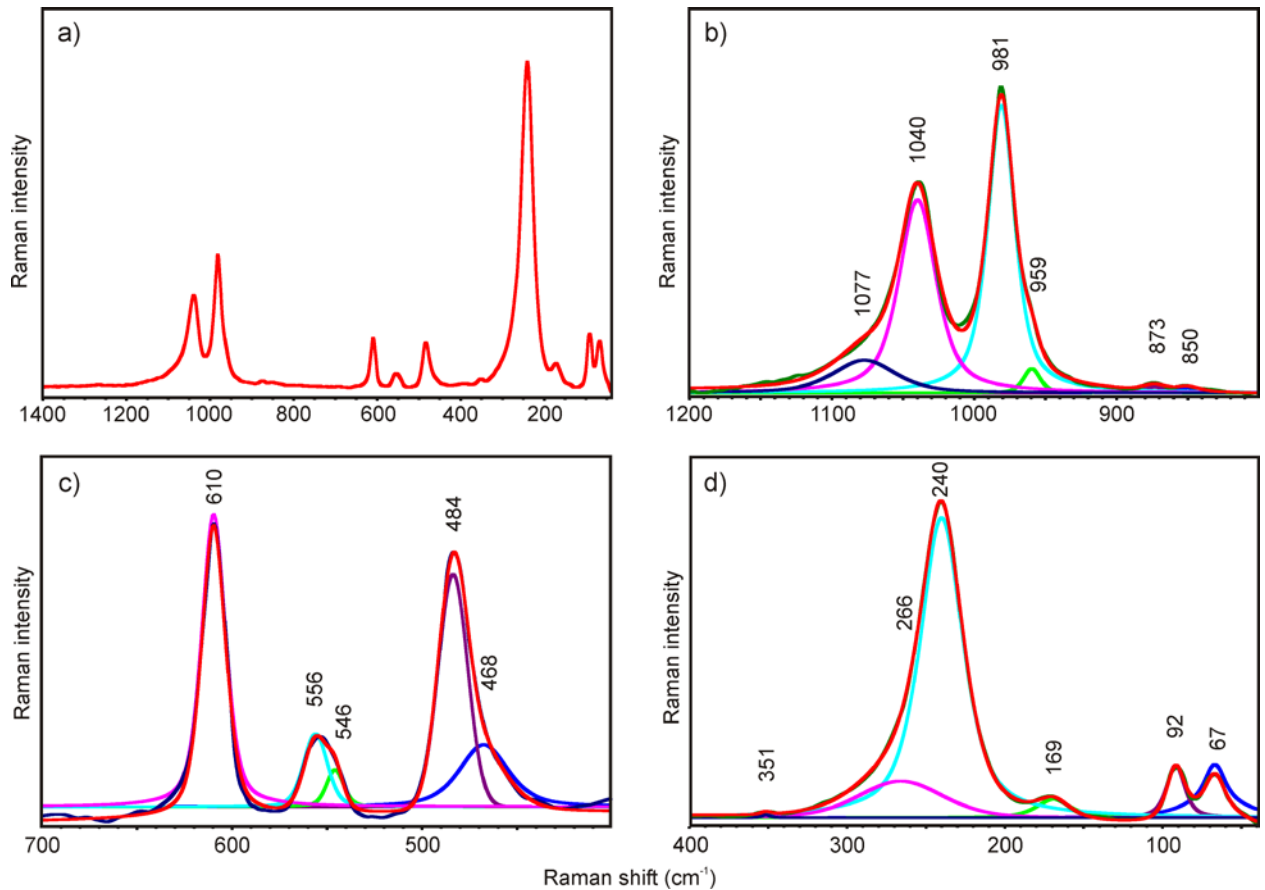 a)
Raman intensity
1400 1000 800 600 400 200
b)
Raman intensity
981
1040
959
1077
873
850
1200 1100 1000 900
c)
Raman intensity
610
484
556
468
546
700 600 500
d)
Raman intensity
240
266
351
169
92
67
400 300 200 100
Raman shift (cm⁻¹)